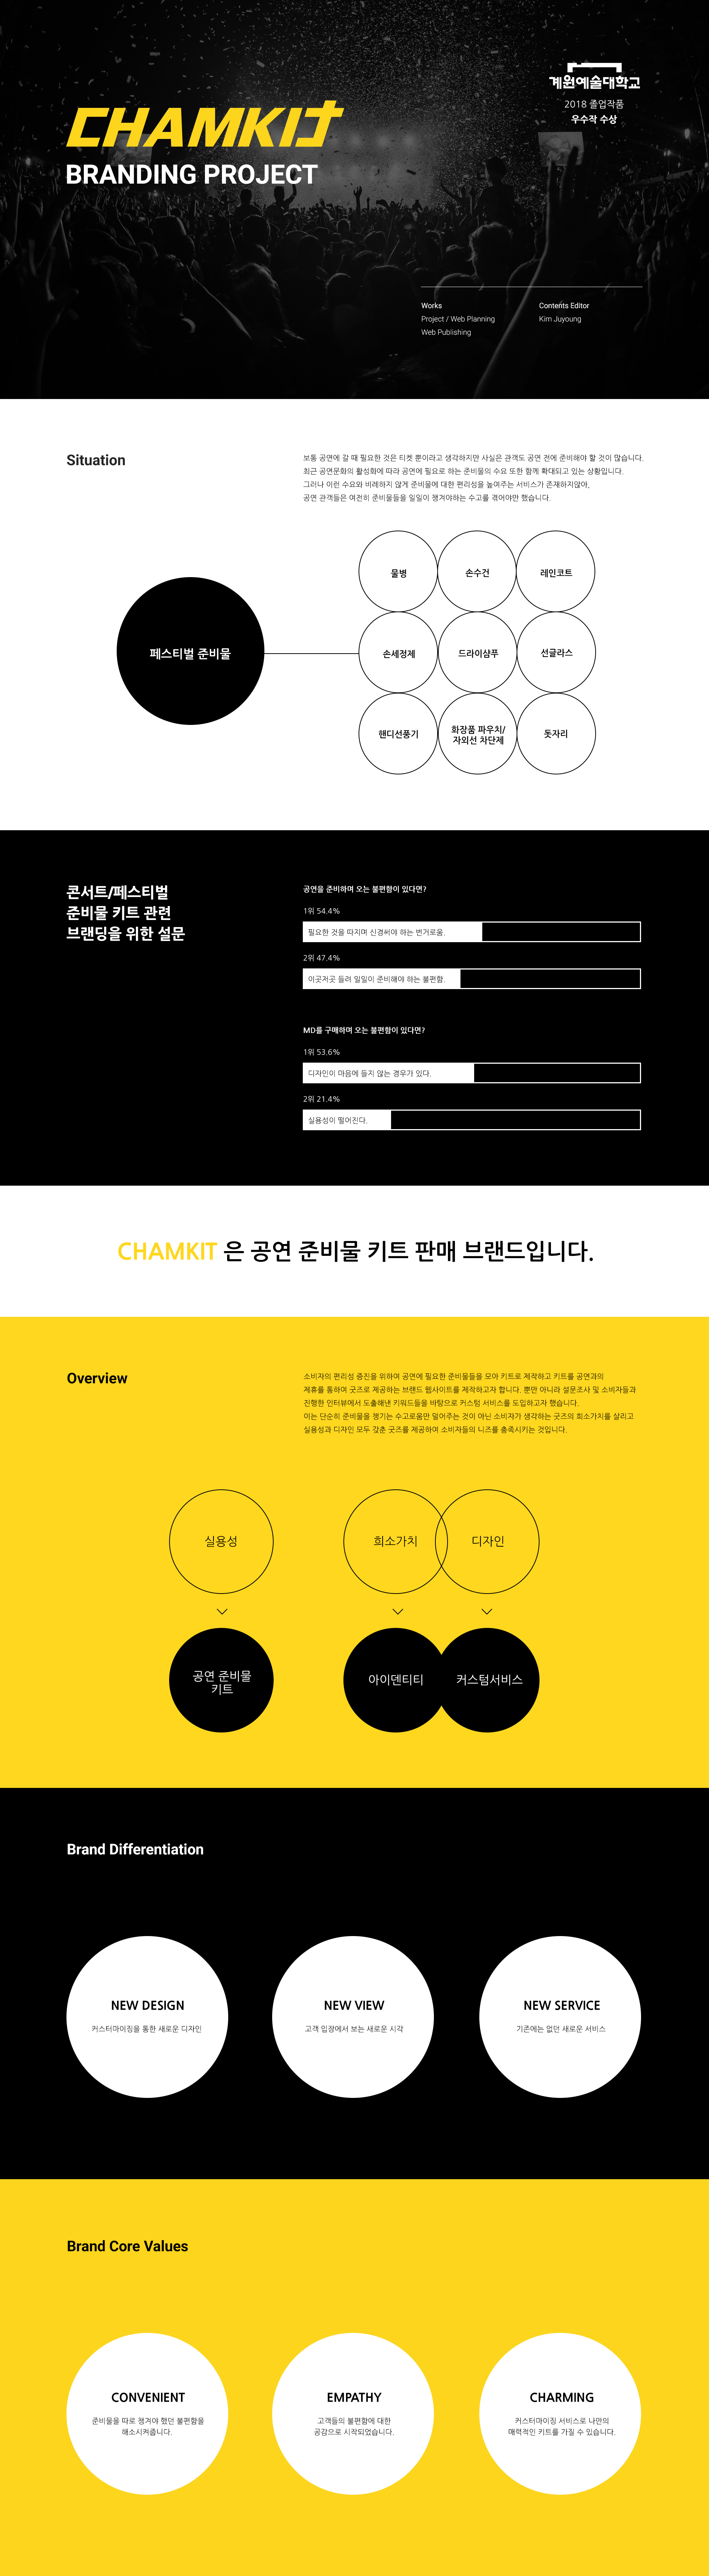 계원예술대학교
2018 졸업작품
우수작 수상
CHAMKIT
BRANDING PROJECT
Works
Project / Web Planning
Web Publishing
Contents Editor
Kim Juyoung
Situation
보통 공연에 갈 때 필요한 것은 티켓 뿐이라고 생각하지만 사실은 관객도 공연 전에 준비해야 할 것이 많습니다.
최근 공연문화의 활성화에 따라 공연에 필요로 하는 준비물의 수요 또한 함께 확대되고 있는 상황입니다.
그러나 이런 수요와 비례하지 않게 준비물에 대한 편리성을 높여주는 서비스가 존재하지않아,
공연 관객들은 여전히 준비물들을 일일이 챙겨야하는 수고를 겪어야만 했습니다.
페스티벌 준비물
물병
손수건
레인코트
손세정제
드라이샴푸
선글라스
핸디선풍기
화장품 파우치/
자외선 차단제
돗자리
콘서트/페스티벌
준비물 키트 관련
브랜딩을 위한 설문
공연을 준비하며 오는 불편함이 있다면?
1위 54.4%
필요한 것을 따지며 신경써야 하는 번거로움.
2위 47.4%
이곳저곳 들려 일일이 준비해야 하는 불편함.
MD를 구매하며 오는 불편함이 있다면?
1위 53.6%
디자인이 마음에 들지 않는 경우가 있다.
2위 21.4%
실용성이 떨어진다.
CHAMKIT 은 공연 준비물 키트 판매 브랜드입니다.
Overview
소비자의 편리성 증진을 위하여 공연에 필요한 준비물들을 모아 키트로 제작하고 키트를 공연과의
제휴를 통하여 굿즈로 제공하는 브랜드 웹사이트를 제작하고자 합니다. 뿐만 아니라 설문조사 및 소비자들과
진행한 인터뷰에서 도출해낸 키워드들을 바탕으로 커스텀 서비스를 도입하고자 했습니다.
이는 단순히 준비물을 챙기는 수고로움만 덜어주는 것이 아닌 소비자가 생각하는 굿즈의 희소가치를 살리고
실용성과 디자인 모두 갖춘 굿즈를 제공하여 소비자들의 니즈를 충족시키는 것입니다.
실용성
희소가치
디자인
공연 준비물
키트
아이덴티티
커스텀서비스
Brand Differentiation
NEW DESIGN
커스터마이징을 통한 새로운 디자인
NEW VIEW
고객 입장에서 보는 새로운 시각
NEW SERVICE
기존에는 없던 새로운 서비스
Brand Core Values
CONVENIENT
준비물을 따로 챙겨야 했던 불편함을
해소시켜줍니다.
EMPATHY
고객들의 불편함에 대한
공감으로 시작되었습니다.
CHARMING
커스터마이징 서비스로 나만의
매력적인 키트를 가질 수 있습니다.